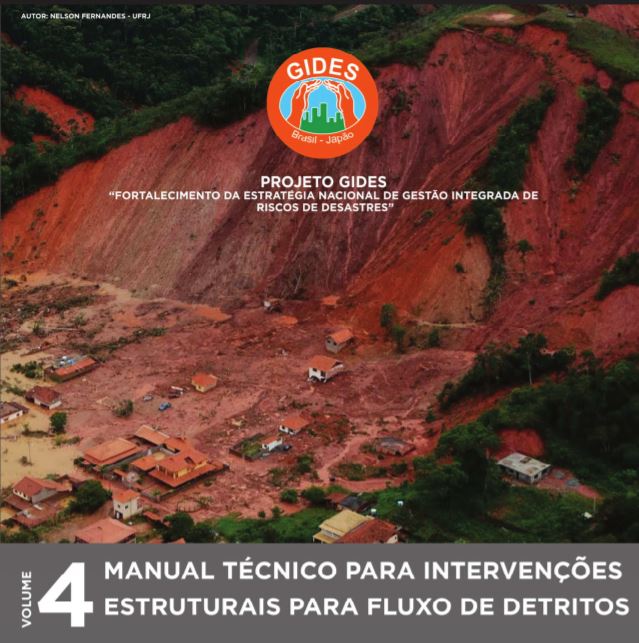 AUTOR: NELSON FERNANDES - UFRJ
GIDES
Brasil - Japão
PROJETO GIDES
“FORTALECIMENTO DA ESTRATÉGIA NACIONAL DE GESTÃO INTEGRADA DE
RISCOS DE DESASTRES”
VOLUME
4
MANUAL TÉCNICO PARA INTERVENÇÕES
ESTRUTURAIS PARA FLUXO DE DETRITOS